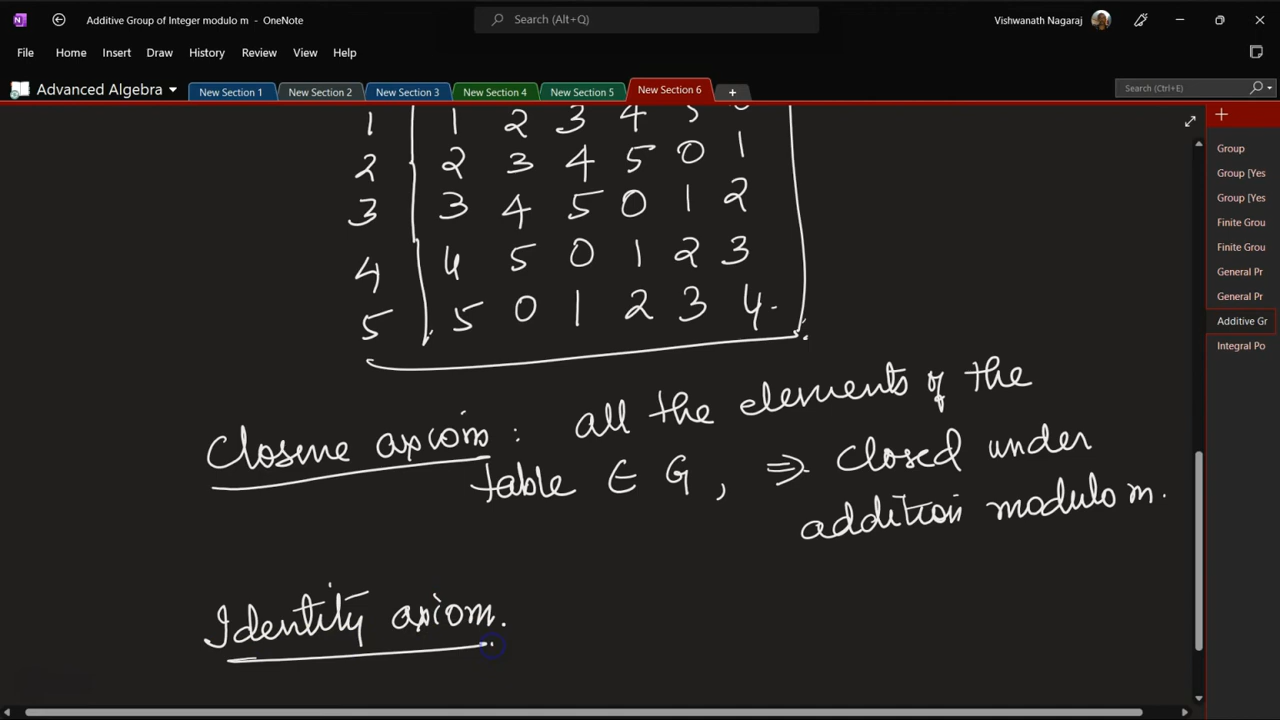 Additive Group of Integer modulo m - OneNote
Search (Alt+Q)
Vishwanath Nagaraj
File Home Insert Draw History Review View Help
Advanced Algebra New Section 1 New Section 2 New Section 3 New Section 4 New Section 5 New Section 6 + Search (Ctrl+E)
Group
Group [Yes
Group [Yes
Finite Grou
Finite Grou
General Pr
General Pr
Additive Gr
Integral Po
1 1 2 3 4 5 0
2 2 3 4 5 0 1
3 3 4 5 0 1 2
4 4 5 0 1 2 3
5 5 0 1 2 3 4.
Closure axiom : all the elements of the
table ∈ G, ⇒ closed under
addition modulo m.
Identity axiom.